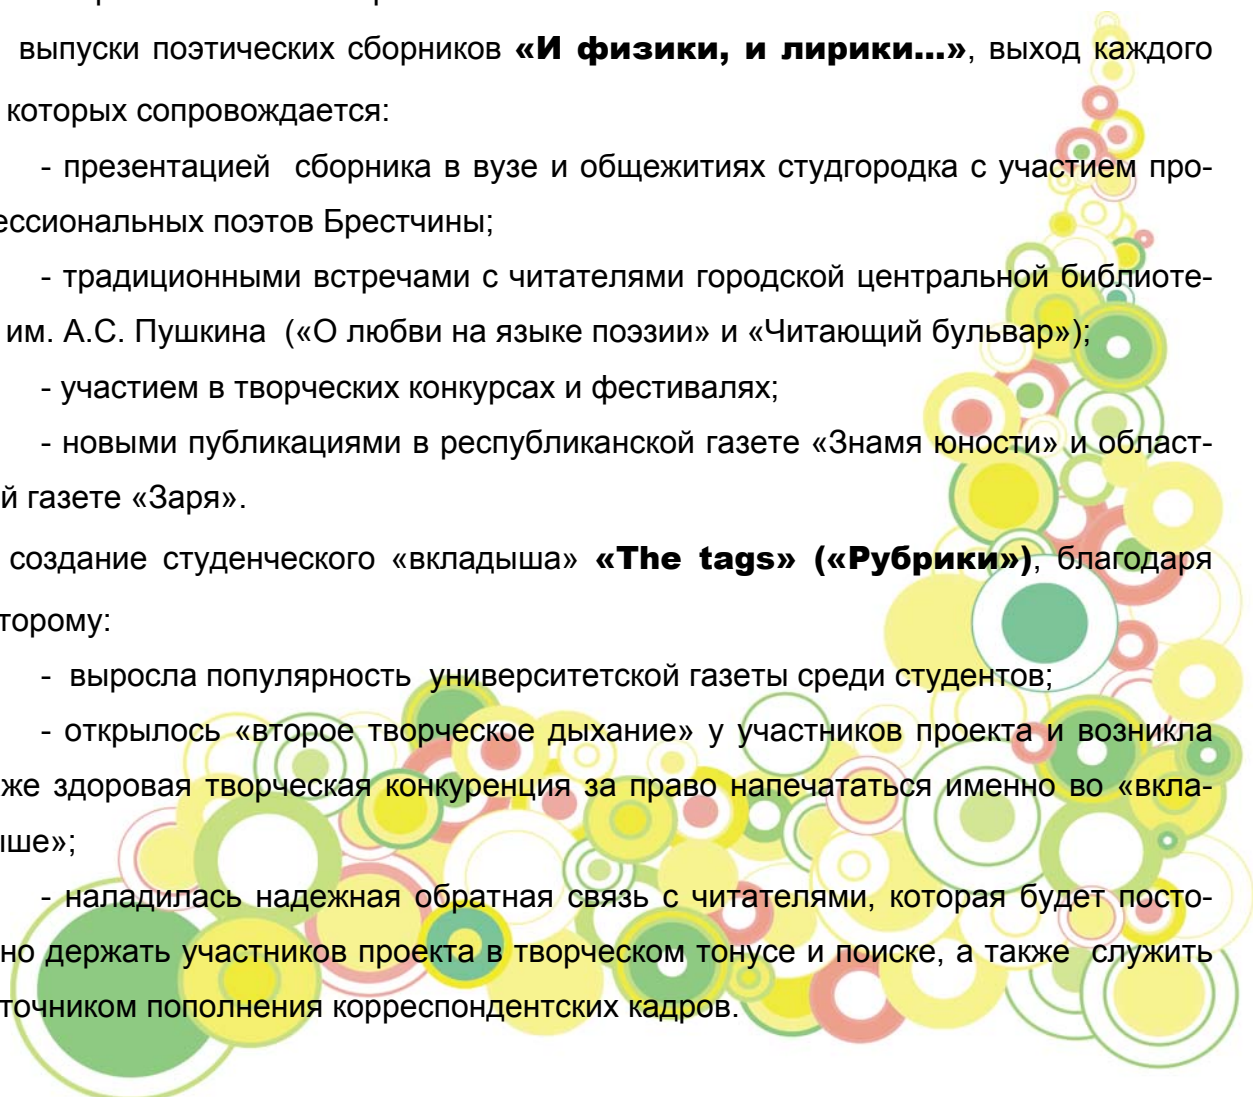 выпуски поэтических сборников «И физики, и лирики...», выход каждого
которых сопровождается:
- презентацией сборника в вузе и общежитиях студгородка с участием про-
ессиональных поэтов Брестчины;
- традиционными встречами с читателями городской центральной библиоте-
им. А.С. Пушкина («О любви на языке поэзии» и «Читающий бульвар»);
- участием в творческих конкурсах и фестивалях;
- новыми публикациями в республиканской газете «Знамя юности» и област-
й газете «Заря».
создание студенческого «вкладыша» «The tags» («Рубрики»), благодаря
торому:
- выросла популярность университетской газеты среди студентов;
- открылось «второе творческое дыхание» у участников проекта и возникла
же здоровая творческая конкуренция за право напечататься именно во «вкла-
ше»;
- наладилась надежная обратная связь с читателями, которая будет посто-
но держать участников проекта в творческом тонусе и поиске, а также служить
точником пополнения корреспондентских кадров.